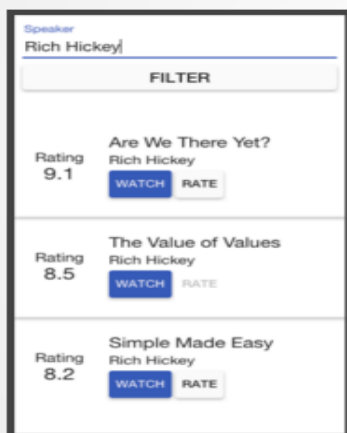 Speaker
Rich Hickey
FILTER
Are We There Yet?
Rating
Rich Hickey
9.1
WATCH RATE
The Value of Values
Rating
Rich Hickey
8.5
WATCH RATE
Simple Made Easy
Rating
Rich Hickey
8.2
WATCH RATE